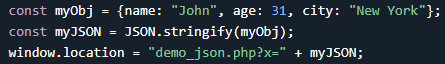 const myObj = {name: "John", age: 31, city: "New York"};
const myJSON = JSON.stringify(myObj);
window.location = "demo_json.php?x=" + myJSON;